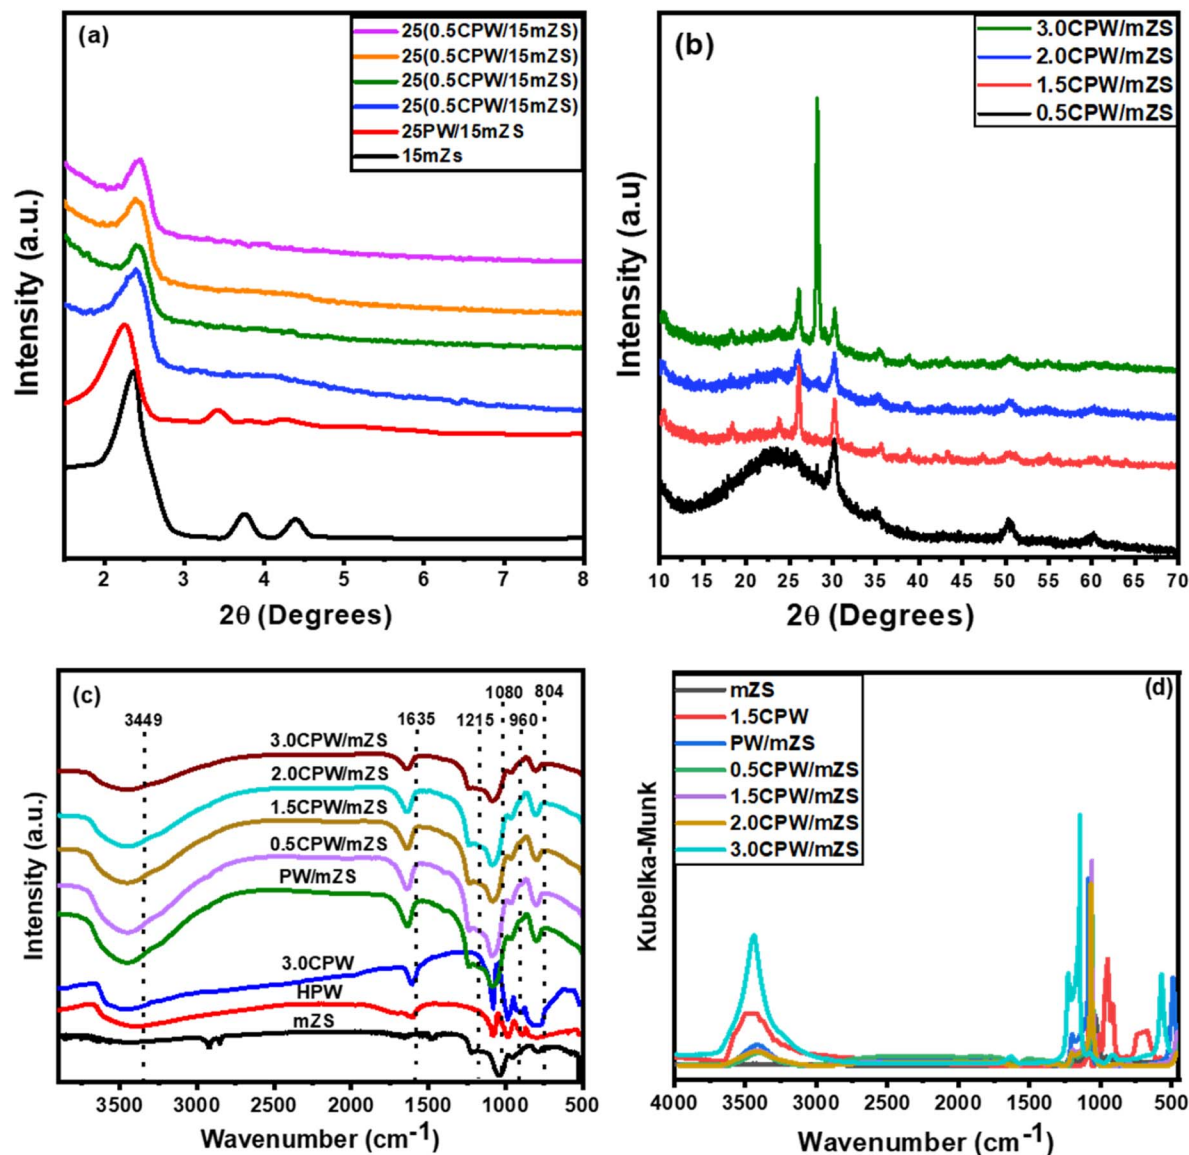 (a)
25(0.5CPW/15mZS)
25(0.5CPW/15mZS)
25(0.5CPW/15mZS)
25(0.5CPW/15mZS)
25PW/15mZS
15mZs
Intensity (a.u.)
2 3 4 5 6 7 8
2θ (Degrees)
(b)
3.0CPW/mZS
2.0CPW/mZS
1.5CPW/mZS
0.5CPW/mZS
Intensity (a.u)
10 15 20 25 30 35 40 45 50 55 60 65 70
2θ (Degrees)
(c)
1080 804
3449 1635 1215 960
3.0CPW/mZS
2.0CPW/mZS
1.5CPW/mZS
0.5CPW/mZS
PW/mZS
3.0CPW
HPW
mZS
Intensity (a.u.)
3500 3000 2500 2000 1500 1000 500
Wavenumber (cm-1)
(d)
mZS
1.5CPW
PW/mZS
0.5CPW/mZS
1.5CPW/mZS
2.0CPW/mZS
3.0CPW/mZS
Kubelka-Munk
4000 3500 3000 2500 2000 1500 1000 500
Wavenumber (cm-1)